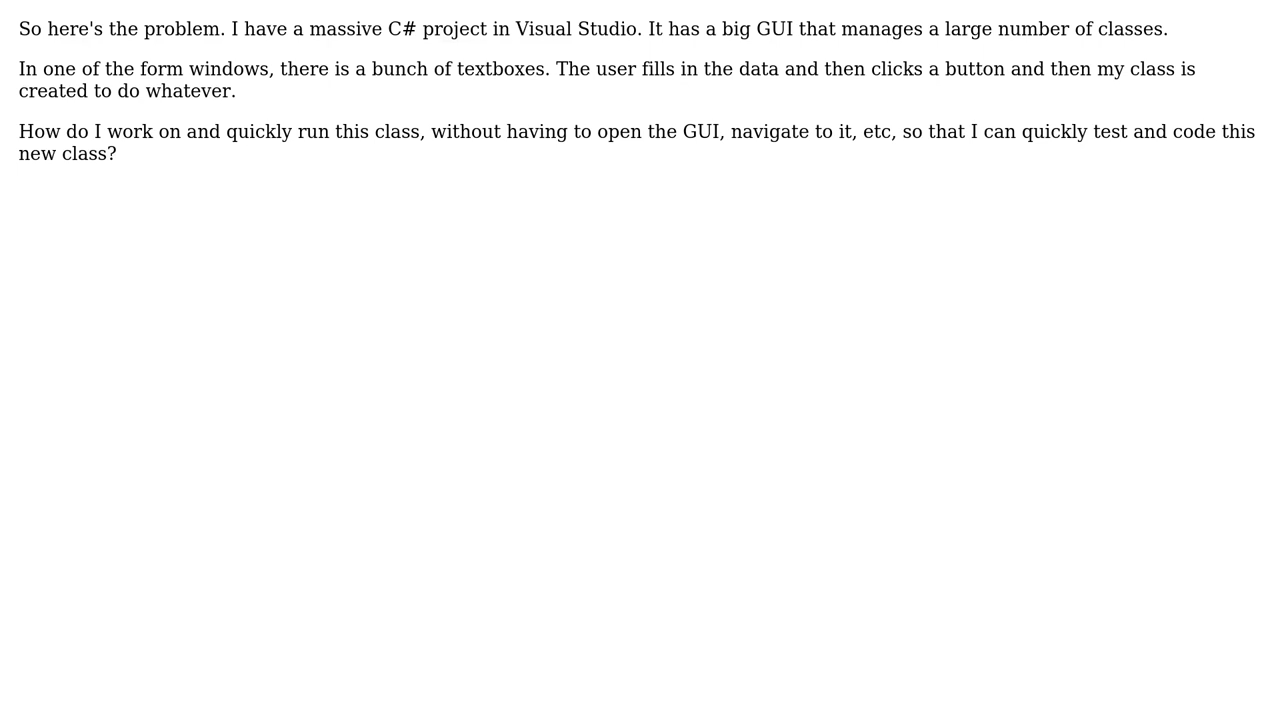 So here's the problem. I have a massive C# project in Visual Studio. It has a big GUI that manages a large number of classes.
In one of the form windows, there is a bunch of textboxes. The user fills in the data and then clicks a button and then my class is
created to do whatever.
How do I work on and quickly run this class, without having to open the GUI, navigate to it, etc, so that I can quickly test and code this
new class?